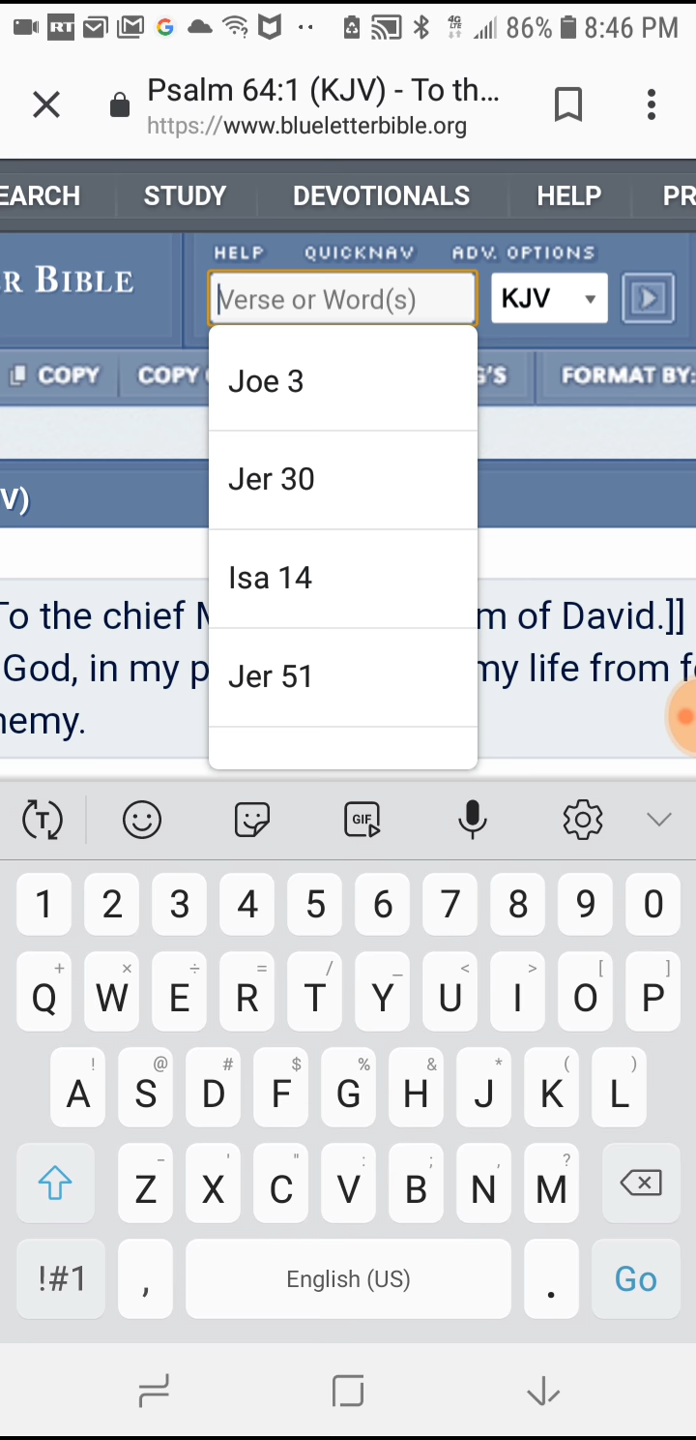 RT 4G 86% 8:46 PM
Psalm 64:1 (KJV) - To th...
https://www.blueletterbible.org
EARCH STUDY DEVOTIONALS HELP PR
HELP QUICKNAV ADV. OPTIONS
R BIBLE
Verse or Word(s) KJV
COPY COPY G'S FORMAT BY:
Joe 3
Jer 30
V)
Isa 14
To the chief M m of David.]]
God, in my p my life from f
Jer 51
nemy.
T GIF
1 2 3 4 5 6 7 8 9 0
+ × ÷ = / _ < > [ ]
Q W E R T Y U I O P
! @ # $ % & * ( )
A S D F G H J K L
- ' " : ; , ?
Z X C V B N M
!#1 , English (US) . Go